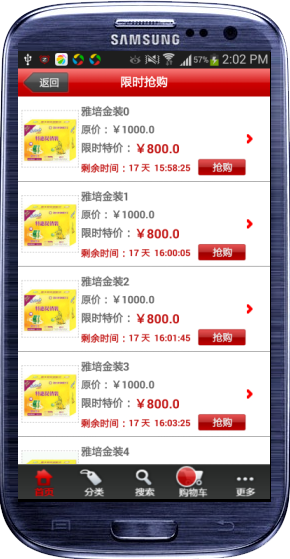 SAMSUNG
57% 2:02 PM
返回 限时抢购
雅培金装0
原价：￥1000.0
限时特价：￥800.0
剩余时间：17 天 15:58:25 抢购
雅培金装1
原价：￥1000.0
限时特价：￥800.0
剩余时间：17 天 16:00:05 抢购
雅培金装2
原价：￥1000.0
限时特价：￥800.0
剩余时间：17 天 16:01:45 抢购
雅培金装3
原价：￥1000.0
限时特价：￥800.0
剩余时间：17 天 16:03:25 抢购
雅培金装4
首页 分类 搜索 购物车 更多